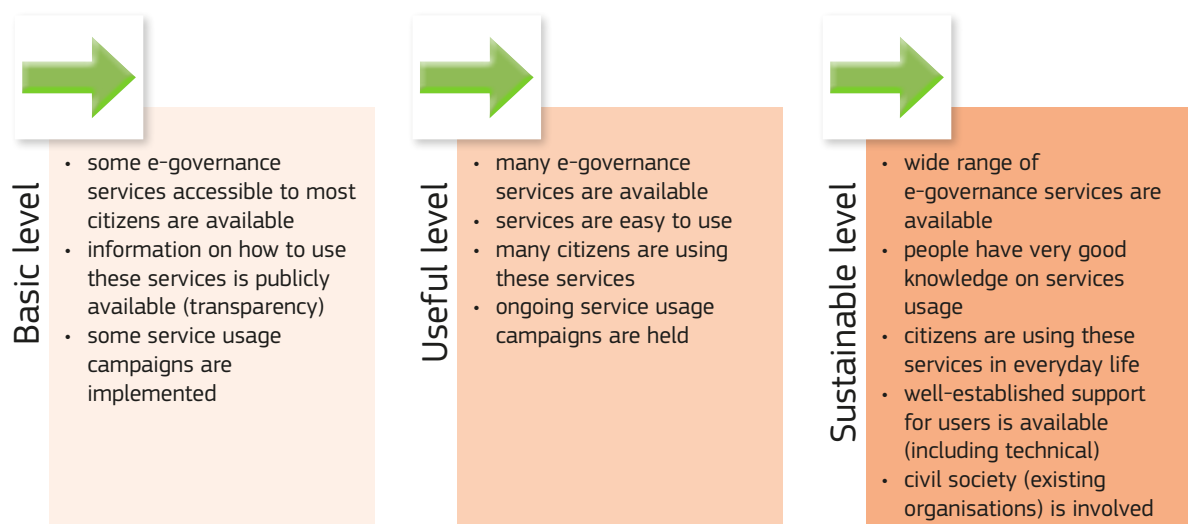 Basic level
• some e-governance
services accessible to most
citizens are available
• information on how to use
these services is publicly
available (transparency)
• some service usage
campaigns are
implemented
Useful level
• many e-governance
services are available
• services are easy to use
• many citizens are using
these services
• ongoing service usage
campaigns are held
Sustainable level
• wide range of
e-governance services are
available
• people have very good
knowledge on services
usage
• citizens are using these
services in everyday life
• well-established support
for users is available
(including technical)
• civil society (existing
organisations) is involved